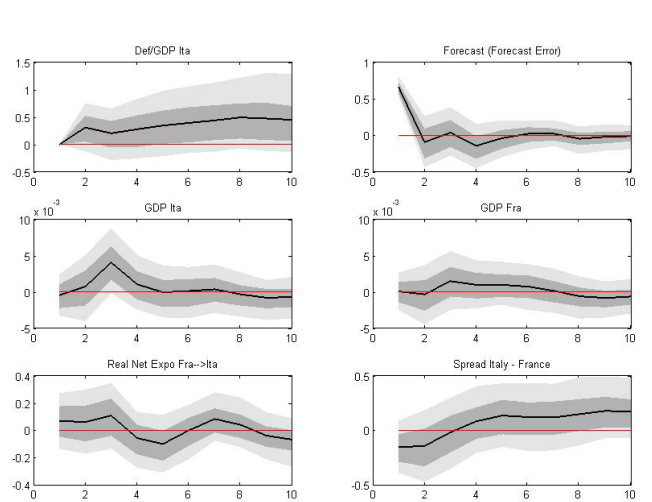 Def/GDP Ita
1.5
1
0.5
0
-0.5
0 2 4 6 8 10
Forecast (Forecast Error)
1
0.5
0
-0.5
0 2 4 6 8 10
GDP Ita
x 10^-3
10
5
0
-5
0 2 4 6 8 10
GDP Fra
x 10^-3
10
5
0
-5
0 2 4 6 8 10
Real Net Expo Fra-->Ita
0.4
0.2
0
-0.2
-0.4
0 2 4 6 8 10
Spread Italy - France
0.5
0
-0.5
0 2 4 6 8 10